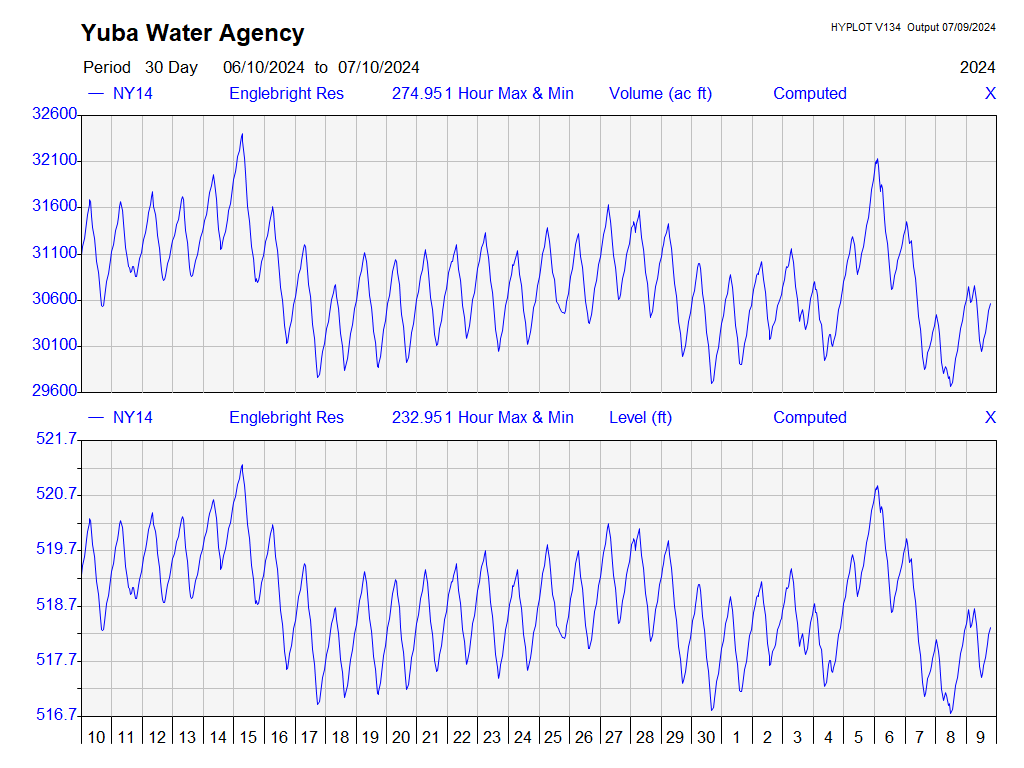 Yuba Water Agency
HYPLOT V134 Output 07/09/2024
Period 30 Day 06/10/2024 to 07/10/2024 2024
NY14 Englebright Res 274.951 Hour Max & Min Volume (ac ft) Computed X
32600
32100
31600
31100
30600
30100
29600
NY14 Englebright Res 232.951 Hour Max & Min Level (ft) Computed X
521.7
520.7
519.7
518.7
517.7
516.7
10 11 12 13 14 15 16 17 18 19 20 21 22 23 24 25 26 27 28 29 30 1 2 3 4 5 6 7 8 9